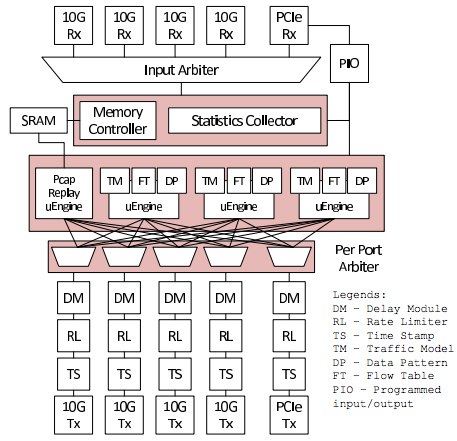 10G 10G 10G 10G PCIe
Rx Rx Rx Rx Rx
Input Arbiter
PIO
SRAM
Memory
Controller
Statistics Collector
Pcap
Replay
µEngine
TM FT DP
µEngine
TM FT DP
µEngine
TM FT DP
µEngine
Per Port
Arbiter
DM DM DM DM DM
RL RL RL RL RL
TS TS TS TS TS
10G 10G 10G 10G PCIe
Tx Tx Tx Tx Tx
Legends:
DM – Delay Module
RL – Rate Limiter
TS – Time Stamp
TM – Traffic Model
DP – Data Pattern
FT – Flow Table
PIO – Programmed
input/output